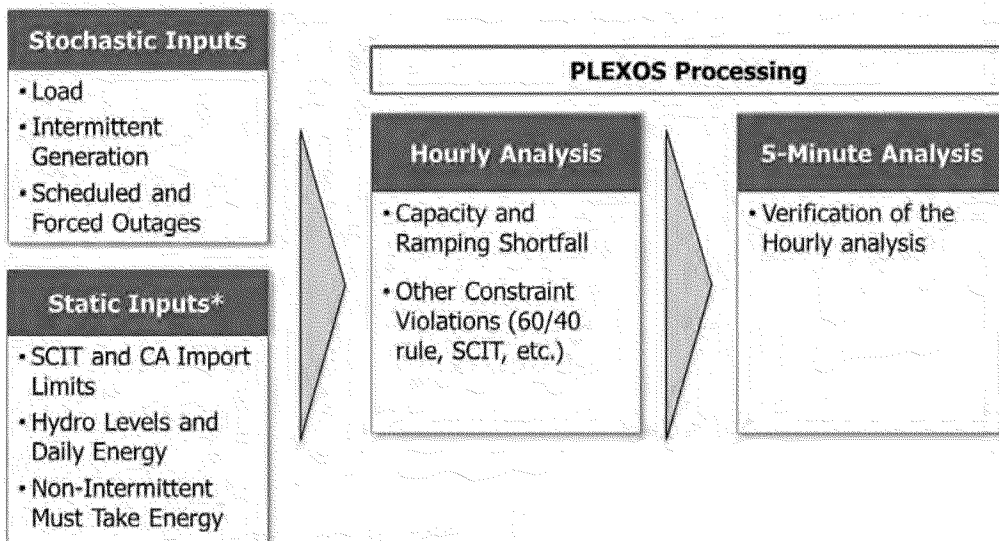 Stochastic Inputs
• Load
• Intermittent
Generation
• Scheduled and
Forced Outages
Static Inputs*
• SCIT and CA Import
Limits
• Hydro Levels and
Daily Energy
• Non-Intermittent
Must Take Energy
PLEXOS Processing
Hourly Analysis
• Capacity and
Ramping Shortfall
• Other Constraint
Violations (60/40
rule, SCIT, etc.)
5-Minute Analysis
• Verification of the
Hourly analysis